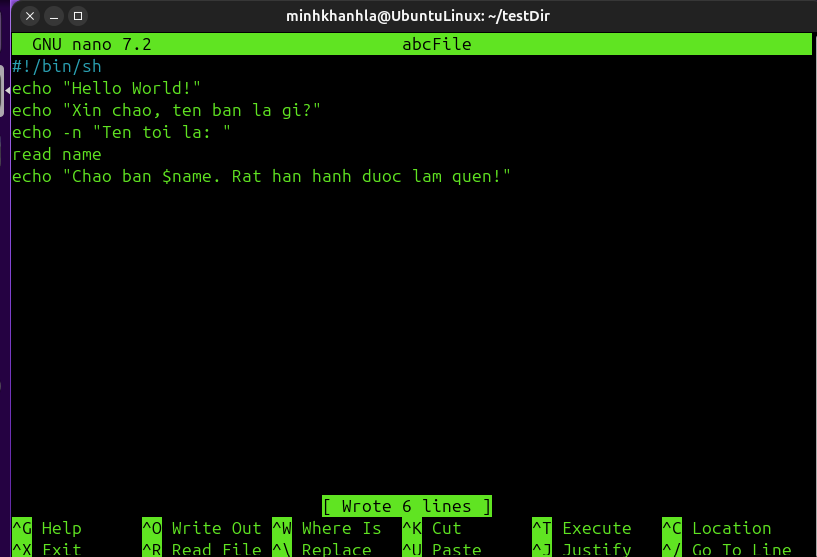 minhkhanhla@UbuntuLinux: ~/testDir
GNU nano 7.2 abcFile
#!/bin/sh
echo "Hello World!"
echo "Xin chao, ten ban la gi?"
echo -n "Ten toi la: "
read name
echo "Chao ban $name. Rat han hanh duoc lam quen!"
[ Wrote 6 lines ]
^G Help ^O Write Out ^W Where Is ^K Cut ^T Execute ^C Location
^X Exit ^R Read File ^\ Replace ^U Paste ^J Justify ^/ Go To Line